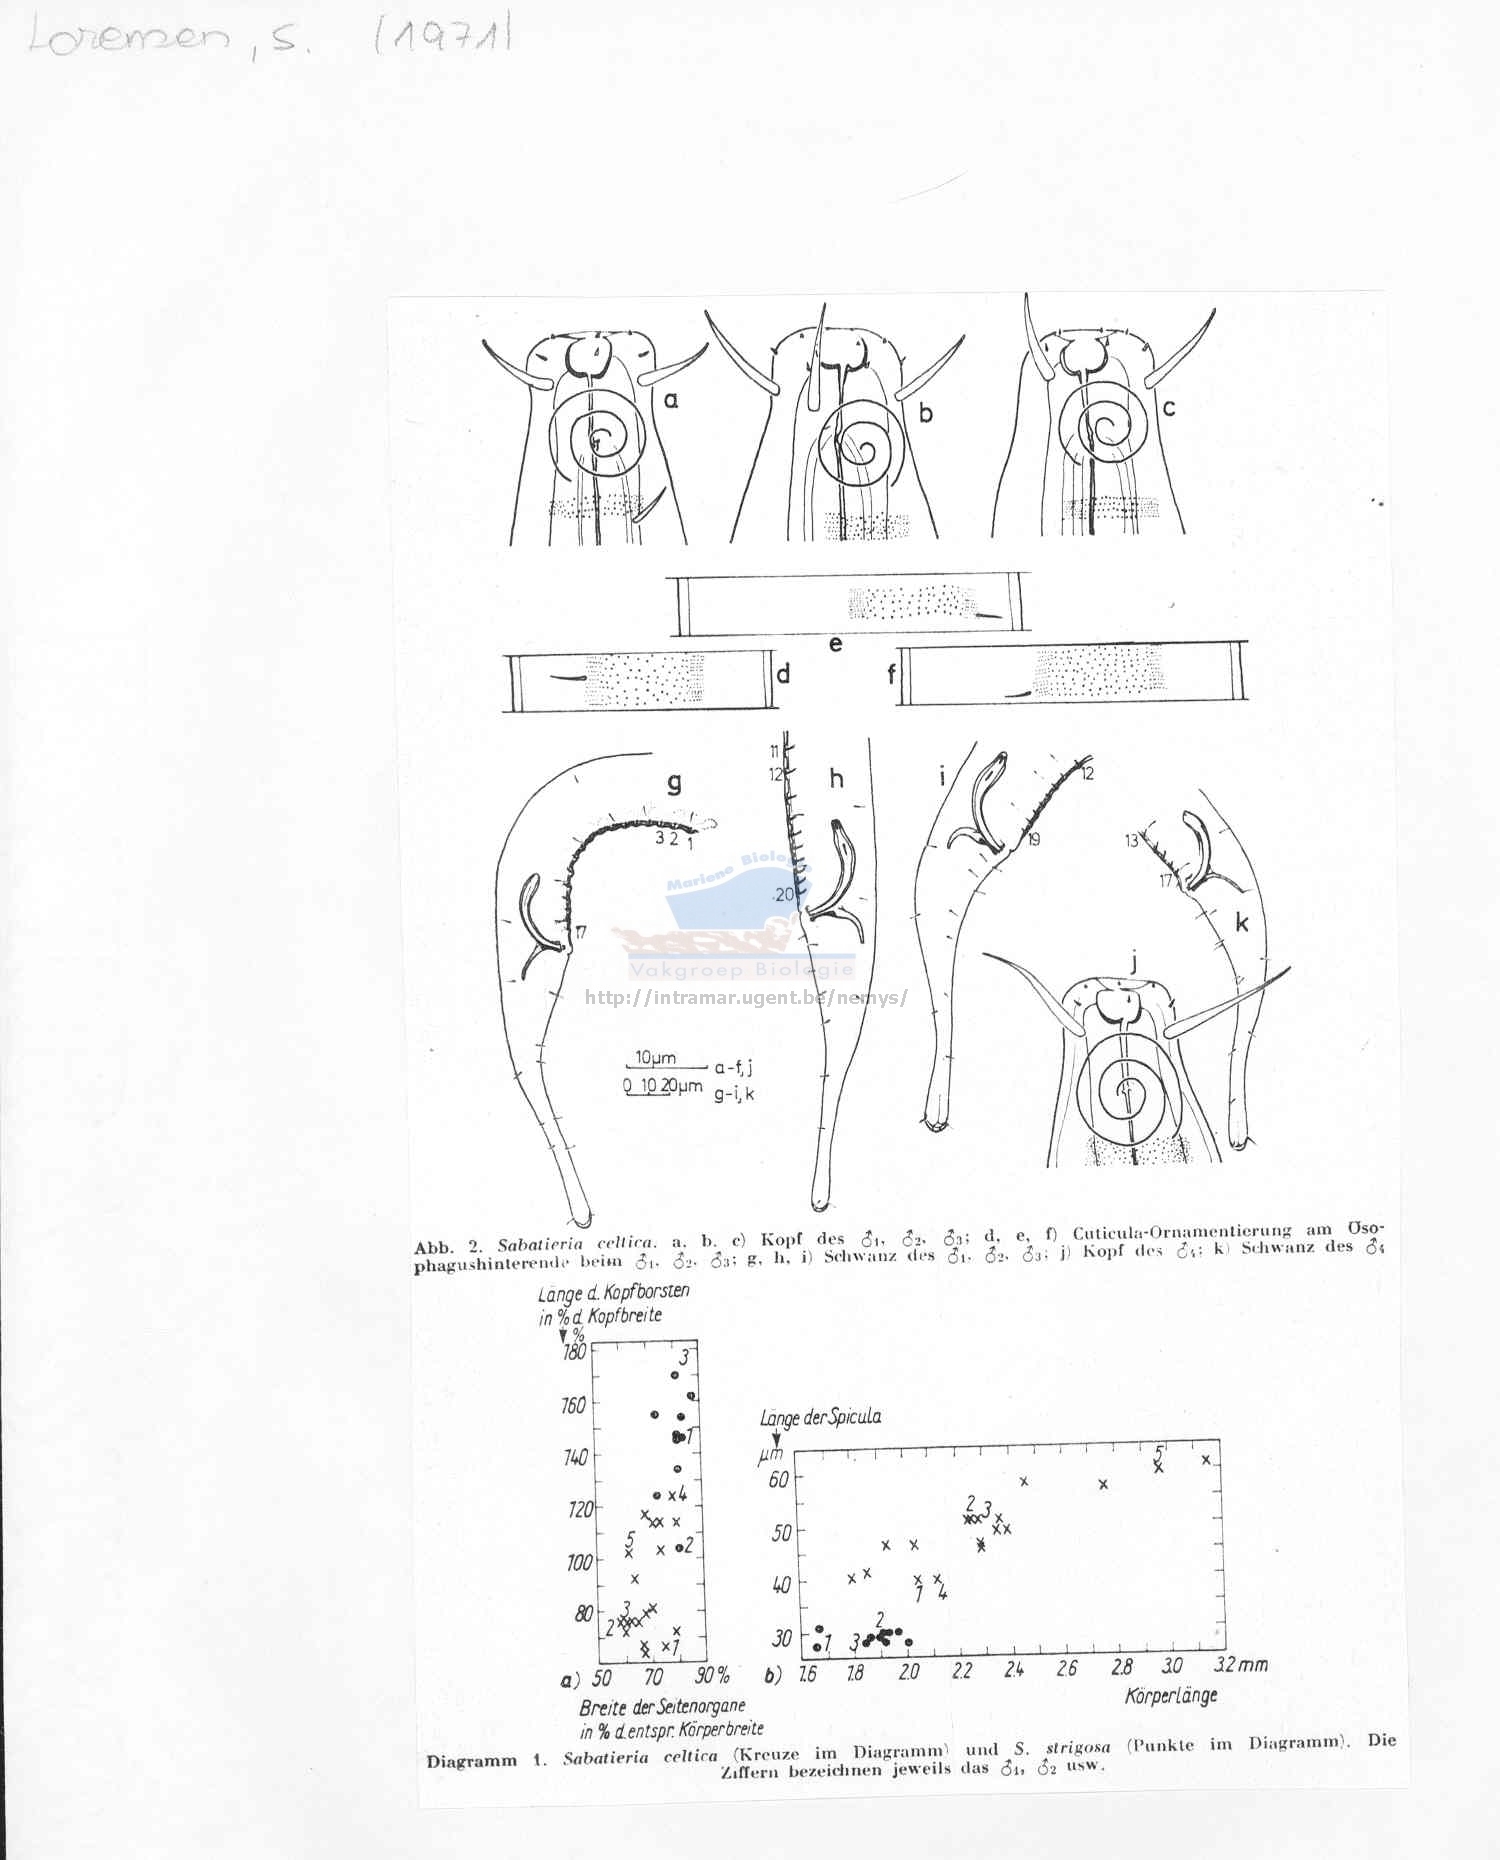 Lorenzen, S. (1971)
a
b
c
e
d
f
g
3 2 1
17
11
12
h
20
i
12
19
13
17
k
j
Mariene Biologie
Vakgroep Biologie
http://intramar.ugent.be/nemys/
10µm a-f,j
0 10 20µm g-i,k
Abb. 2. Sabatieria celtica. a, b, c) Kopf des ♂1, ♂2, ♂3; d, e, f) Cuticula-Ornamentierung am Öso-
phagushinterende beim ♂1, ♂2, ♂3; g, h, i) Schwanz des ♂1, ♂2, ♂3; j) Kopf des ♂4; k) Schwanz des ♂4
Länge d. Kopfborsten
in % d. Kopfbreite
%
180
160
140
120
100
80
3
1
4
5
2
3
2
1
a) 50 70 90%
Breite der Seitenorgane
in % d. entspr. Körperbreite
Länge der Spicula
µm
60
50
40
30
5
2 3
1 4
2
1 3
b) 1.6 1.8 2.0 2.2 2.4 2.6 2.8 3.0 3.2 mm
Körperlänge
Diagramm 1. Sabatieria celtica (Kreuze im Diagramm) und S. strigosa (Punkte im Diagramm). Die
Ziffern bezeichnen jeweils das ♂1, ♂2 usw.